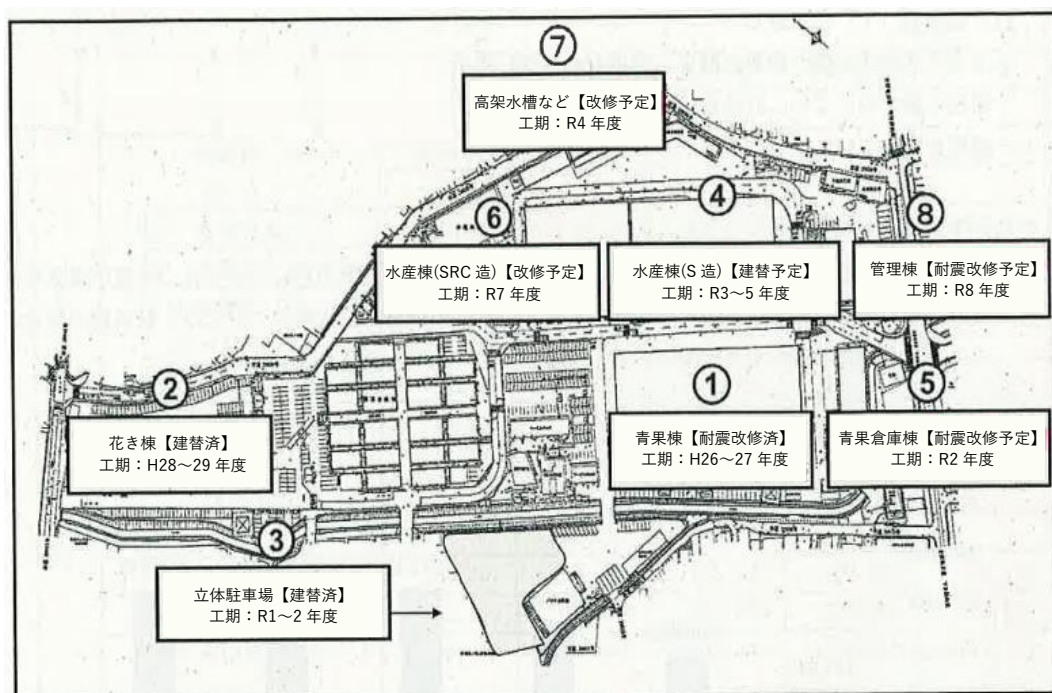 ⑦
高架水槽など【改修予定】
工期：R4 年度
⑥
④
⑧
水産棟(SRC 造)【改修予定】
工期：R7 年度
水産棟(S 造)【建替予定】
工期：R3～5 年度
管理棟【耐震改修予定】
工期：R8 年度
②
①
⑤
花き棟【建替済】
工期：H28～29 年度
青果棟【耐震改修済】
工期：H26～27 年度
青果倉庫棟【耐震改修予定】
工期：R2 年度
③
立体駐車場【建替済】
工期：R1～2 年度